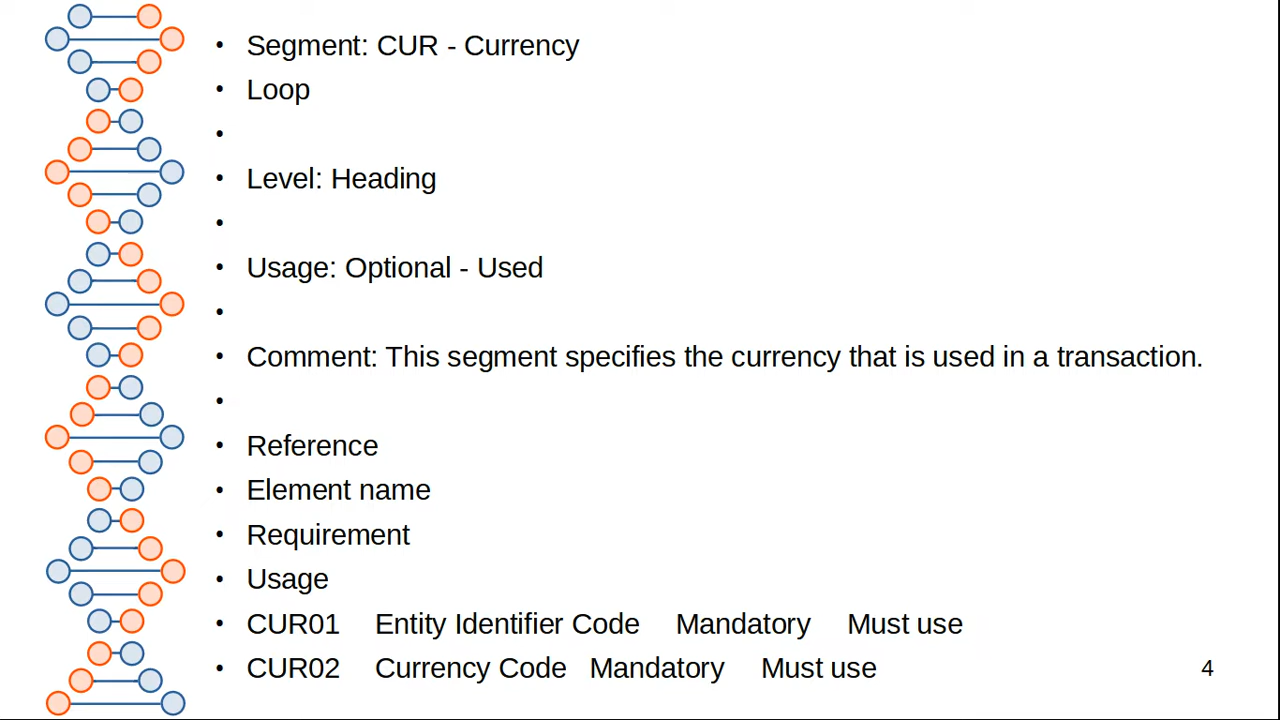 • Segment: CUR - Currency
• Loop
•
• Level: Heading
•
• Usage: Optional - Used
•
• Comment: This segment specifies the currency that is used in a transaction.
•
• Reference
• Element name
• Requirement
• Usage
• CUR01 Entity Identifier Code Mandatory Must use
• CUR02 Currency Code Mandatory Must use
4